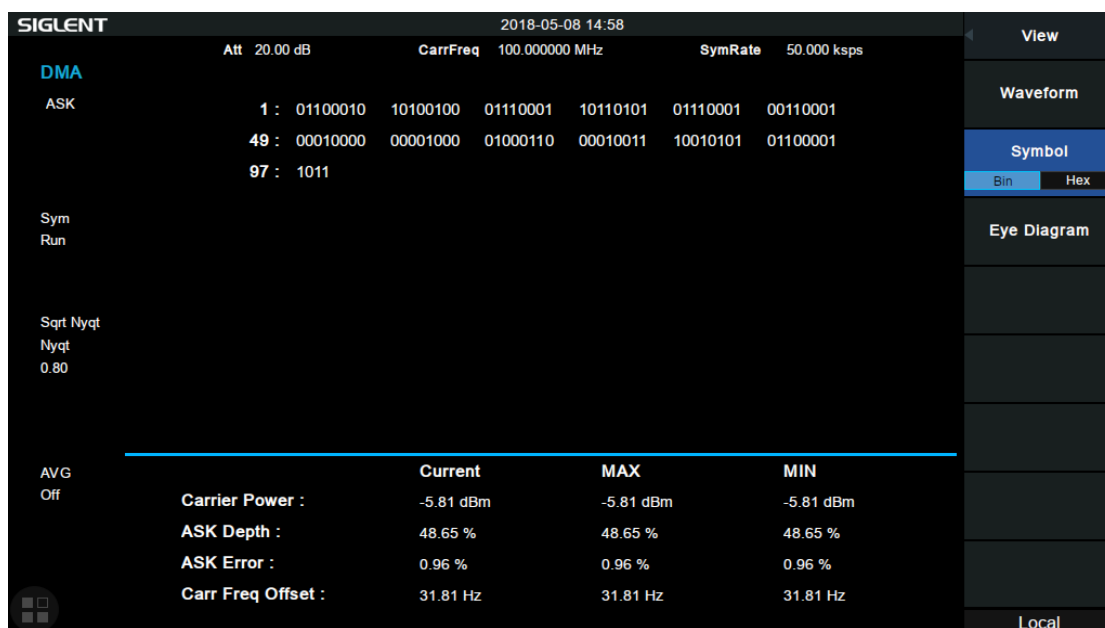 SIGLENT 2018-05-08 14:58
View
Att 20.00 dB CarrFreq 100.000000 MHz SymRate 50.000 ksps
DMA
ASK
Waveform
1 : 01100010 10100100 01110001 10110101 01110001 00110001
49 : 00010000 00001000 01000110 00010011 10010101 01100001
97 : 1011
Symbol
Bin Hex
Sym
Run
Eye Diagram
Sqrt Nyqt
Nyqt
0.80
AVG
Off
Current MAX MIN
Carrier Power : -5.81 dBm -5.81 dBm -5.81 dBm
ASK Depth : 48.65 % 48.65 % 48.65 %
ASK Error : 0.96 % 0.96 % 0.96 %
Carr Freq Offset : 31.81 Hz 31.81 Hz 31.81 Hz
Local